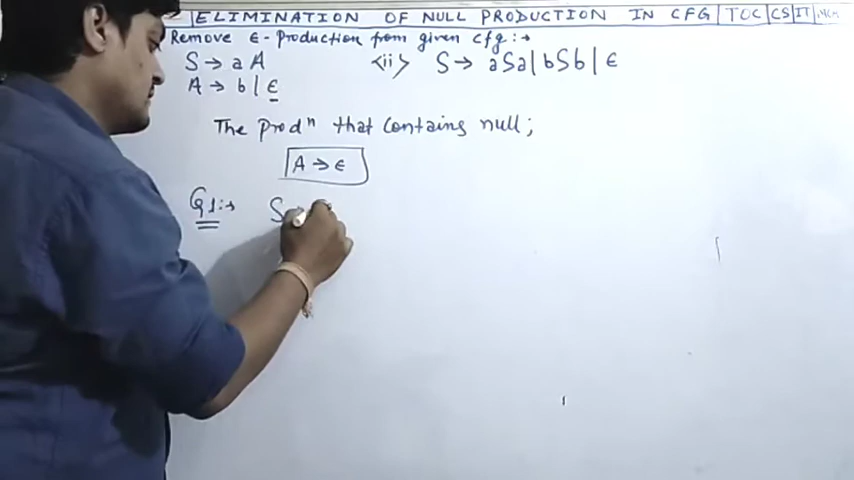 ELIMINATION OF NULL PRODUCTION IN CFG | TOC | CS | IT | MCA
Remove ϵ-Production from given cfg:→
S → aA <ii> S → aSa | bSb | ϵ
A → b | ϵ
The prodⁿ that contains null;
A → ϵ
G1:→ S →